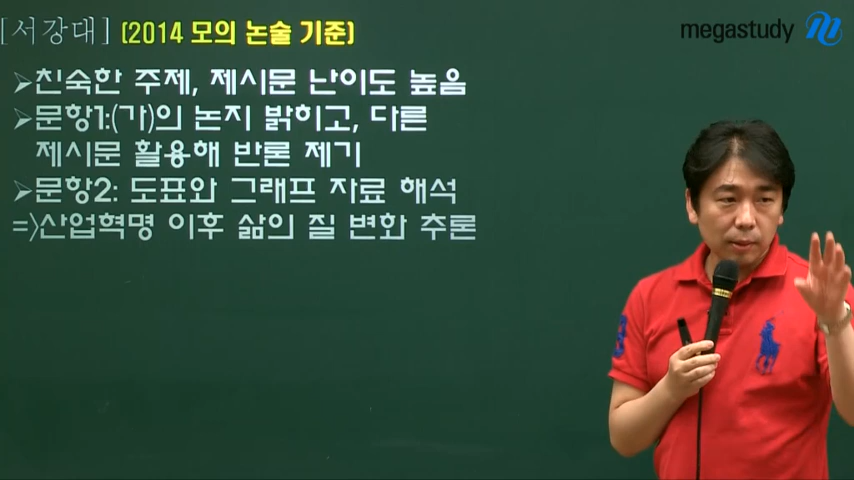 [서강대] (2014 모의 논술 기준)
megastudy
➢친숙한 주제, 제시문 난이도 높음
➢문항1:(가)의 논지 밝히고, 다른
제시문 활용해 반론 제기
➢문항2: 도표와 그래프 자료 해석
=>산업혁명 이후 삶의 질 변화 추론